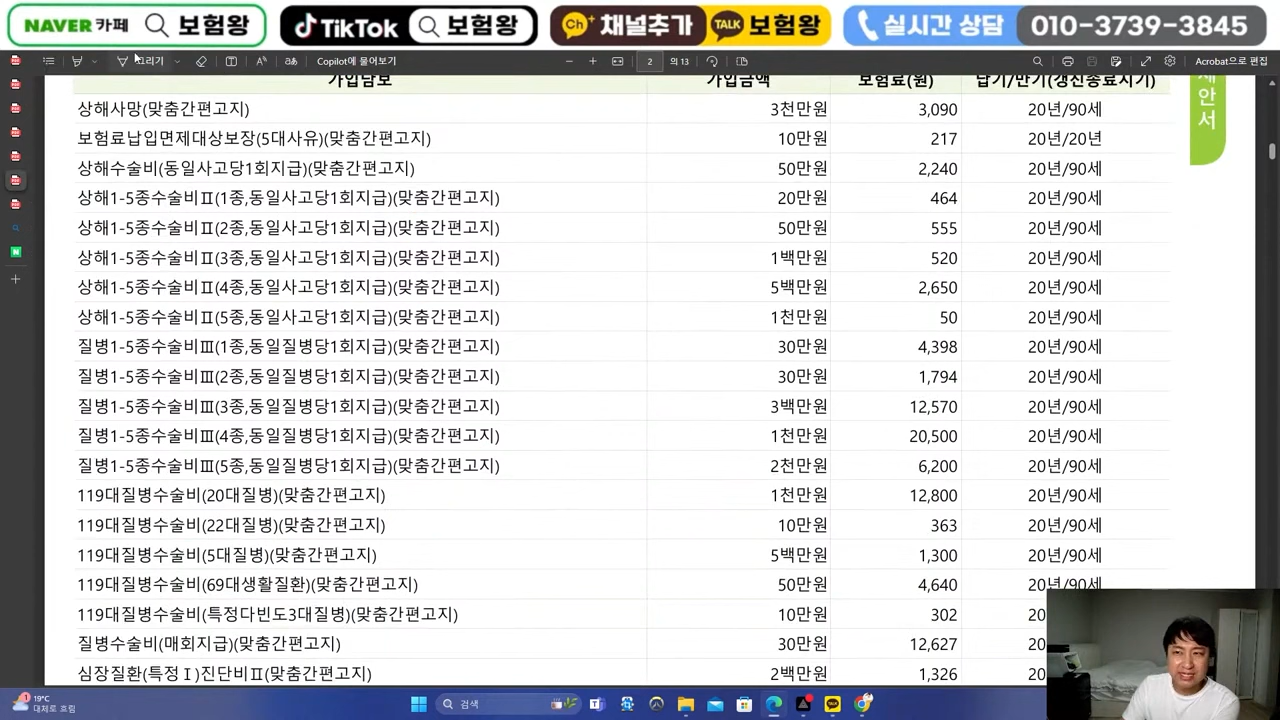 NAVER 카페 보험왕 TikTok 보험왕 Ch+ 채널추가 TALK 보험왕 실시간 상담 010-3739-3845
그리기 Copilot에 물어보기 2 의 13 Acrobat으로 편집
가입담보 가입금액 보험료(원) 납기/만기(갱신종료시기)
제안서
상해사망(맞춤간편고지) 3천만원 3,090 20년/90세
보험료납입면제대상보장(5대사유)(맞춤간편고지) 10만원 217 20년/20년
상해수술비(동일사고당1회지급)(맞춤간편고지) 50만원 2,240 20년/90세
상해1-5종수술비Ⅱ(1종,동일사고당1회지급)(맞춤간편고지) 20만원 464 20년/90세
상해1-5종수술비Ⅱ(2종,동일사고당1회지급)(맞춤간편고지) 50만원 555 20년/90세
상해1-5종수술비Ⅱ(3종,동일사고당1회지급)(맞춤간편고지) 1백만원 520 20년/90세
상해1-5종수술비Ⅱ(4종,동일사고당1회지급)(맞춤간편고지) 5백만원 2,650 20년/90세
상해1-5종수술비Ⅱ(5종,동일사고당1회지급)(맞춤간편고지) 1천만원 50 20년/90세
질병1-5종수술비Ⅲ(1종,동일질병당1회지급)(맞춤간편고지) 30만원 4,398 20년/90세
질병1-5종수술비Ⅲ(2종,동일질병당1회지급)(맞춤간편고지) 30만원 1,794 20년/90세
질병1-5종수술비Ⅲ(3종,동일질병당1회지급)(맞춤간편고지) 3백만원 12,570 20년/90세
질병1-5종수술비Ⅲ(4종,동일질병당1회지급)(맞춤간편고지) 1천만원 20,500 20년/90세
질병1-5종수술비Ⅲ(5종,동일질병당1회지급)(맞춤간편고지) 2천만원 6,200 20년/90세
119대질병수술비(20대질병)(맞춤간편고지) 1천만원 12,800 20년/90세
119대질병수술비(22대질병)(맞춤간편고지) 10만원 363 20년/90세
119대질병수술비(5대질병)(맞춤간편고지) 5백만원 1,300 20년/90세
119대질병수술비(69대생활질환)(맞춤간편고지) 50만원 4,640 20년/90세
119대질병수술비(특정다빈도3대질병)(맞춤간편고지) 10만원 302 20
질병수술비(매회지급)(맞춤간편고지) 30만원 12,627 20
심장질환(특정Ⅰ)진단비Ⅱ(맞춤간편고지) 2백만원 1,326 20
19°C
대체로 흐림 검색